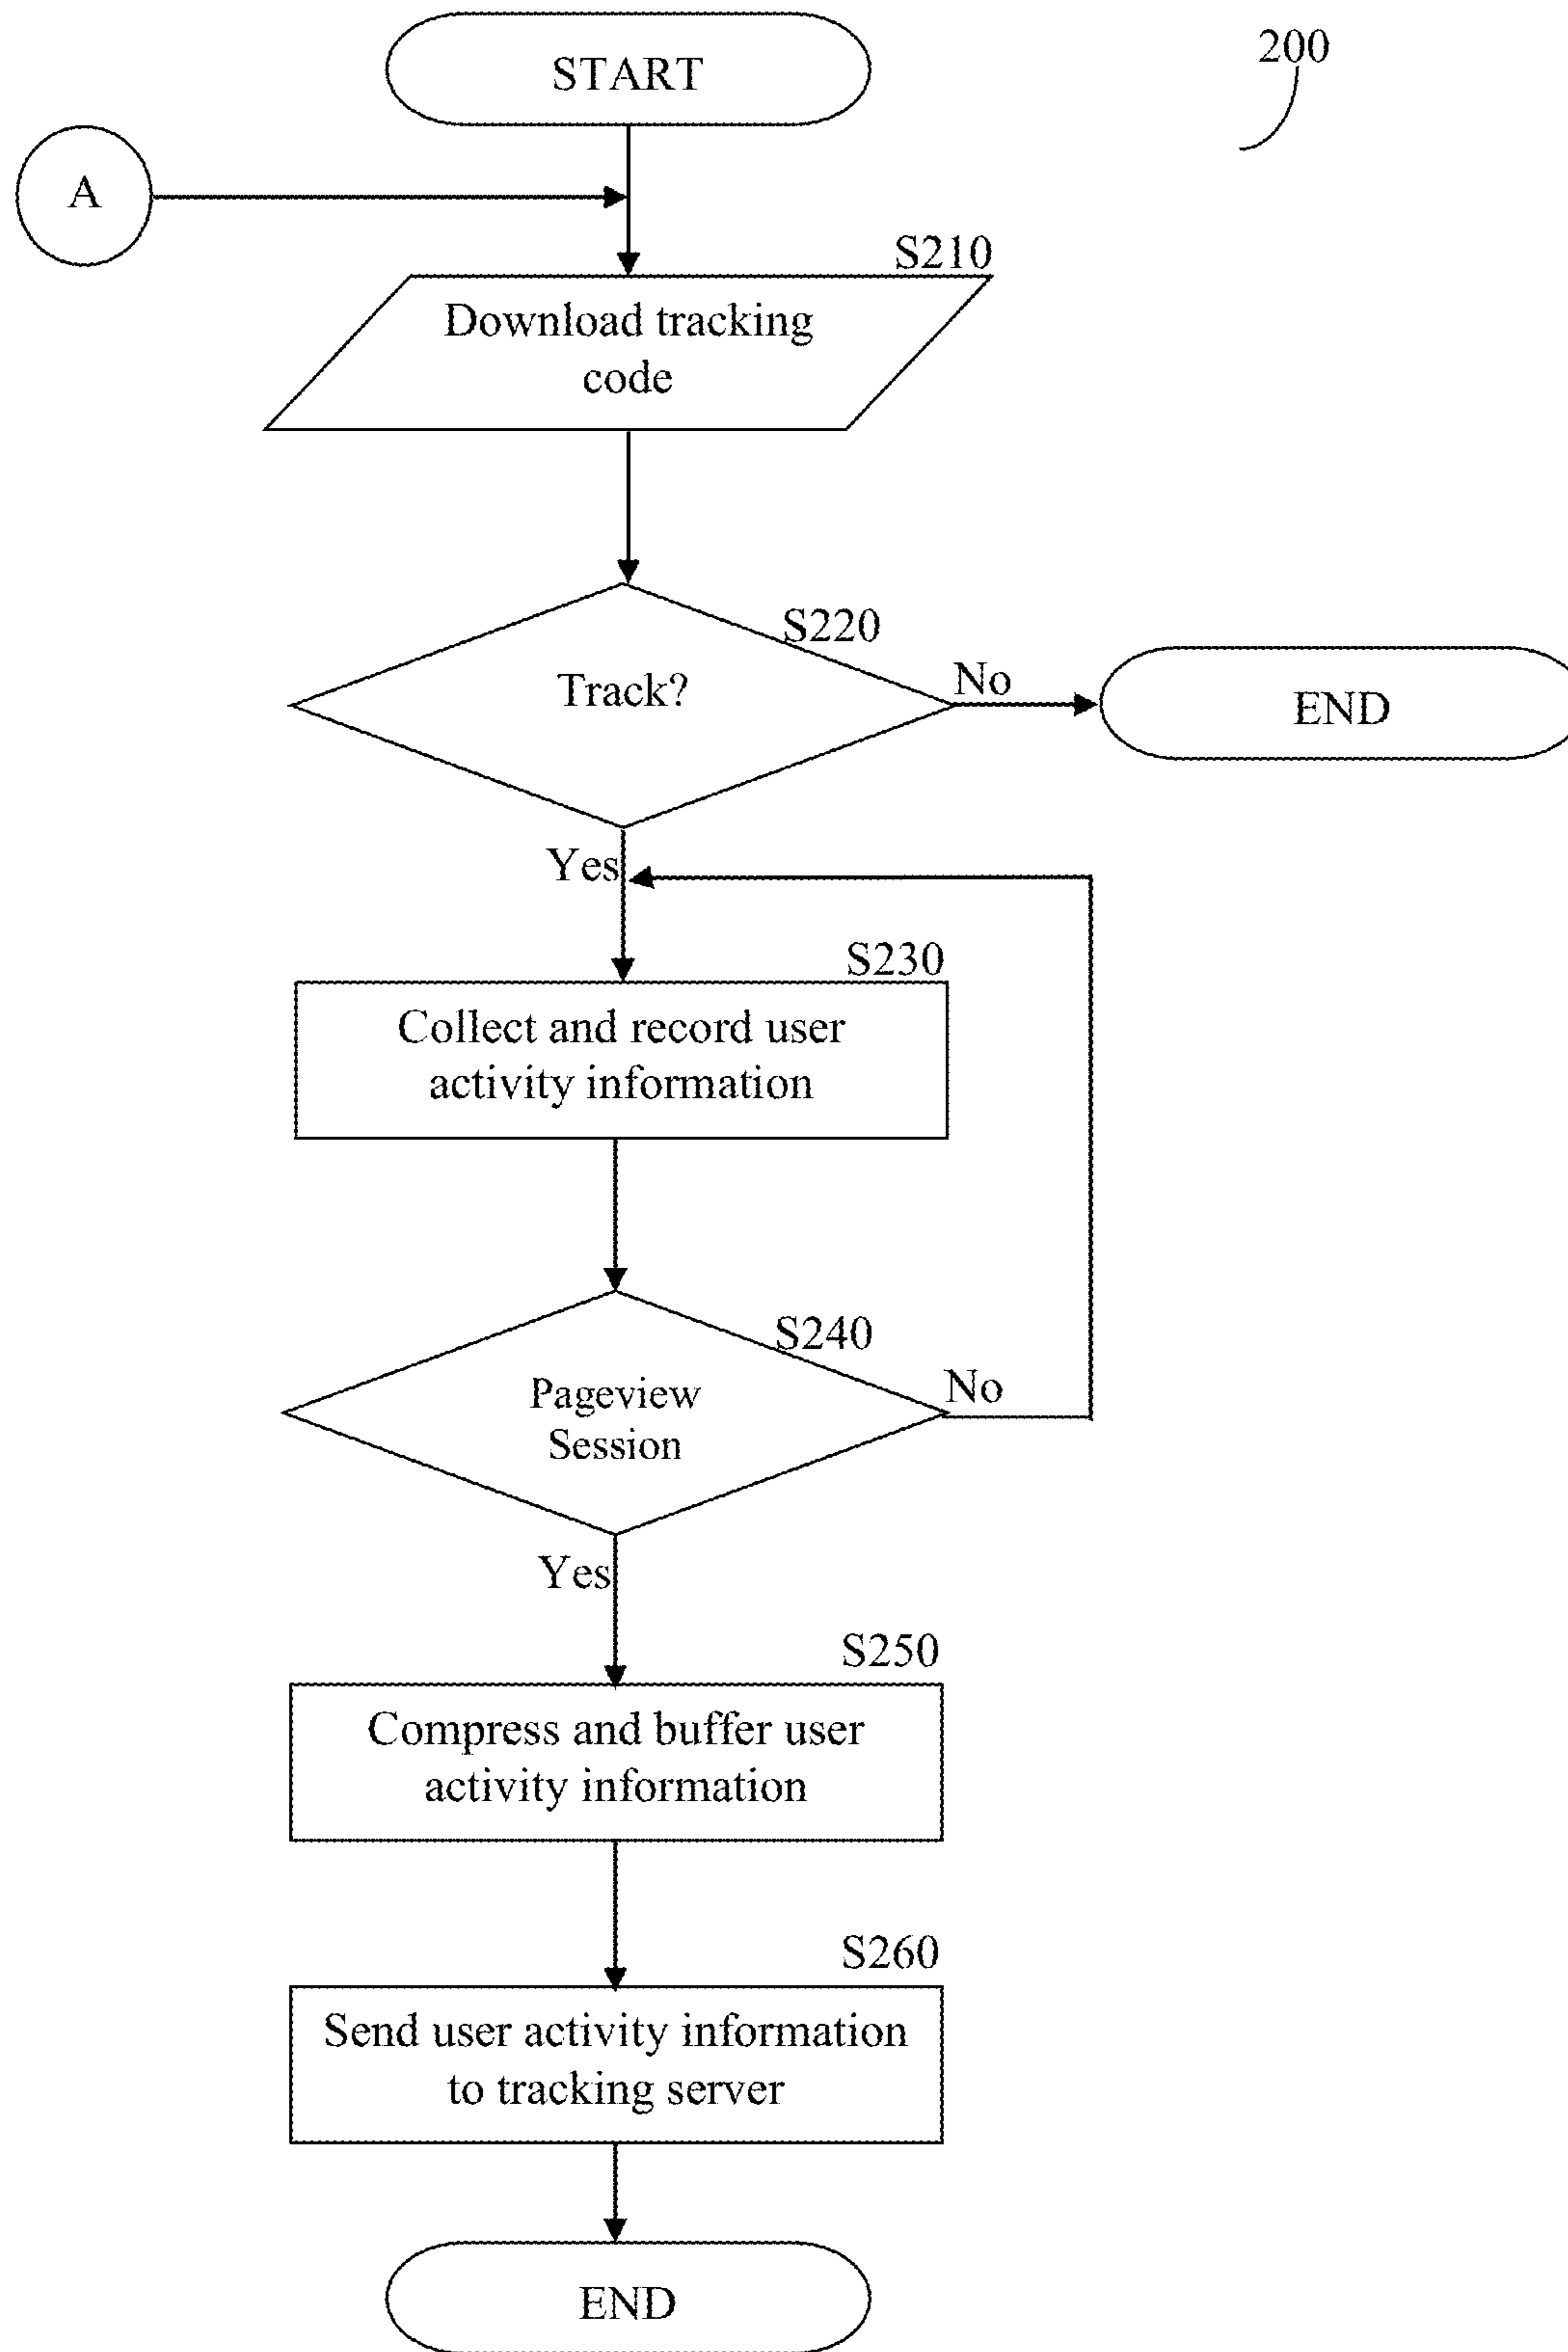 START
200
A
S210
Download tracking
code
S220
Track?
No
END
Yes
S230
Collect and record user
activity information
S240
Pageview
Session
No
Yes
S250
Compress and buffer user
activity information
S260
Send user activity information
to tracking server
END